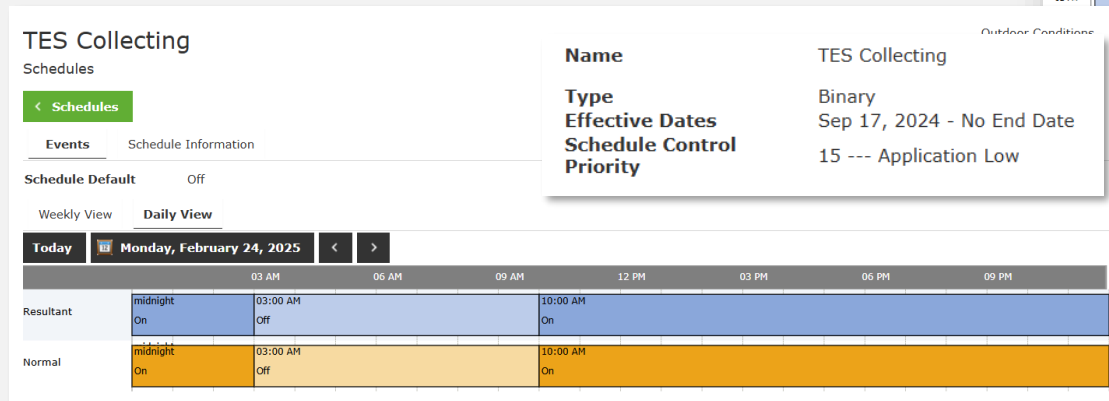 TES Collecting
Schedules
Outdoor Conditions
Name TES Collecting
Type Binary
Effective Dates Sep 17, 2024 - No End Date
Schedule Control Priority 15 --- Application Low
< Schedules
Events Schedule Information
Schedule Default Off
Weekly View Daily View
Today Monday, February 24, 2025 < >
03 AM 06 AM 09 AM 12 PM 03 PM 06 PM 09 PM
Resultant
midnight 03:00 AM 10:00 AM
On Off On
Normal
midnight 03:00 AM 10:00 AM
On Off On